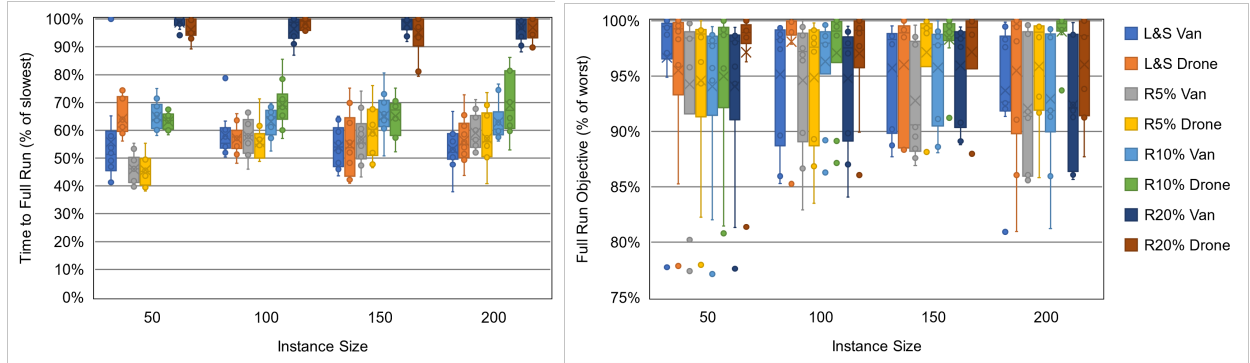 Time to Full Run (% of slowest)
100%
90%
80%
70%
60%
50%
40%
30%
20%
10%
0%
50
100
150
200
Instance Size
Full Run Objective (% of worst)
100%
95%
90%
85%
80%
75%
50
100
150
200
Instance Size
L&S Van
L&S Drone
R5% Van
R5% Drone
R10% Van
R10% Drone
R20% Van
R20% Drone